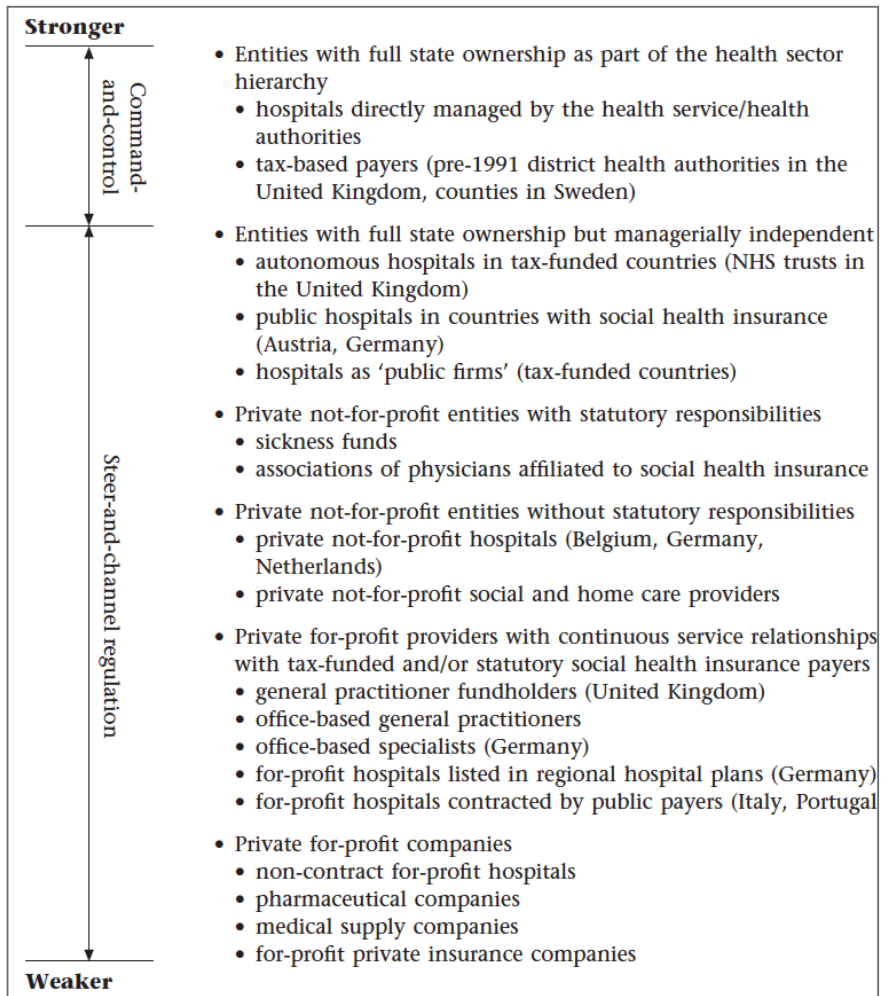 Stronger
Command-
and-control
• Entities with full state ownership as part of the health sector
hierarchy
• hospitals directly managed by the health service/health
authorities
• tax-based payers (pre-1991 district health authorities in the
United Kingdom, counties in Sweden)
Steer-and-channel regulation
• Entities with full state ownership but managerially independent
• autonomous hospitals in tax-funded countries (NHS trusts in
the United Kingdom)
• public hospitals in countries with social health insurance
(Austria, Germany)
• hospitals as ‘public firms’ (tax-funded countries)
• Private not-for-profit entities with statutory responsibilities
• sickness funds
• associations of physicians affiliated to social health insurance
• Private not-for-profit entities without statutory responsibilities
• private not-for-profit hospitals (Belgium, Germany,
Netherlands)
• private not-for-profit social and home care providers
• Private for-profit providers with continuous service relationships
with tax-funded and/or statutory social health insurance payers
• general practitioner fundholders (United Kingdom)
• office-based general practitioners
• office-based specialists (Germany)
• for-profit hospitals listed in regional hospital plans (Germany)
• for-profit hospitals contracted by public payers (Italy, Portugal
• Private for-profit companies
• non-contract for-profit hospitals
• pharmaceutical companies
• medical supply companies
• for-profit private insurance companies
Weaker